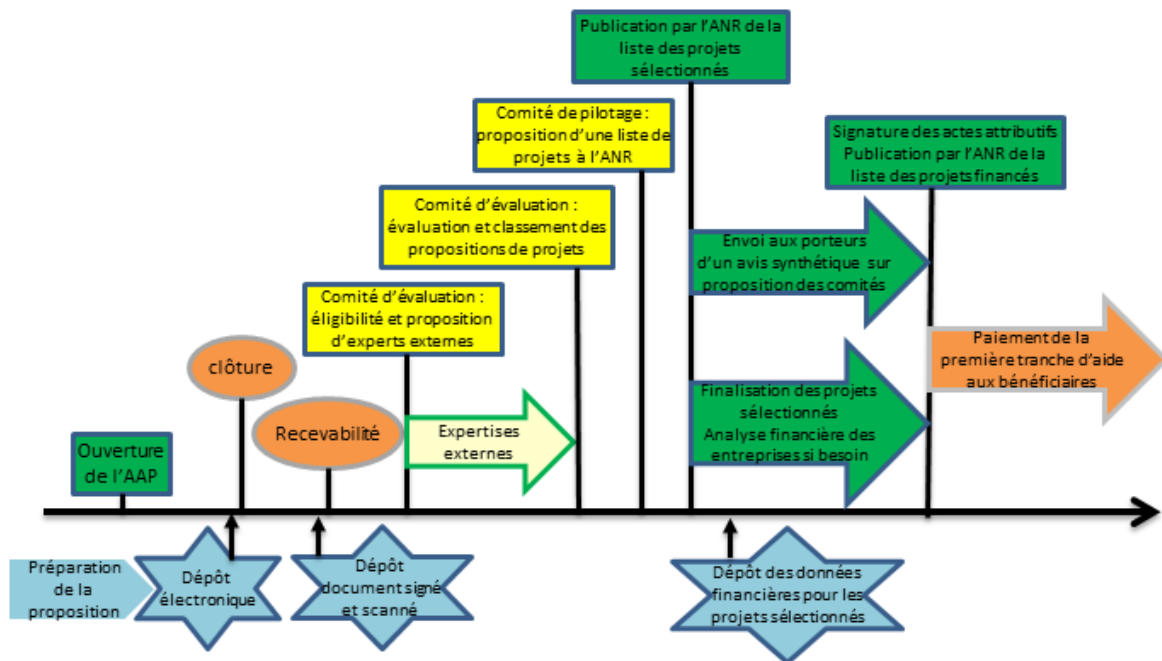 Publication par l'ANR de la
liste des projets
sélectionnés
Comité de pilotage :
proposition d'une liste de
projets à l'ANR
Signature des actes attributifs
Publication par l'ANR de la
liste des projets financés
Comité d'évaluation :
évaluation et classement des
propositions de projets
Envoi aux porteurs
d'un avis synthétique sur
proposition des comités
Comité d'évaluation :
éligibilité et proposition
d'experts externes
Paiement de la
première tranche d'aide
aux bénéficiaires
clôture
Finalisation des projets
sélectionnés
Analyse financière des
entreprises si besoin
Recevabilité
Expertises
externes
Ouverture
de l'AAP
Préparation
de la
proposition
Dépôt
électronique
Dépôt
document signé
et scanné
Dépôt des données
financières pour les
projets sélectionnés